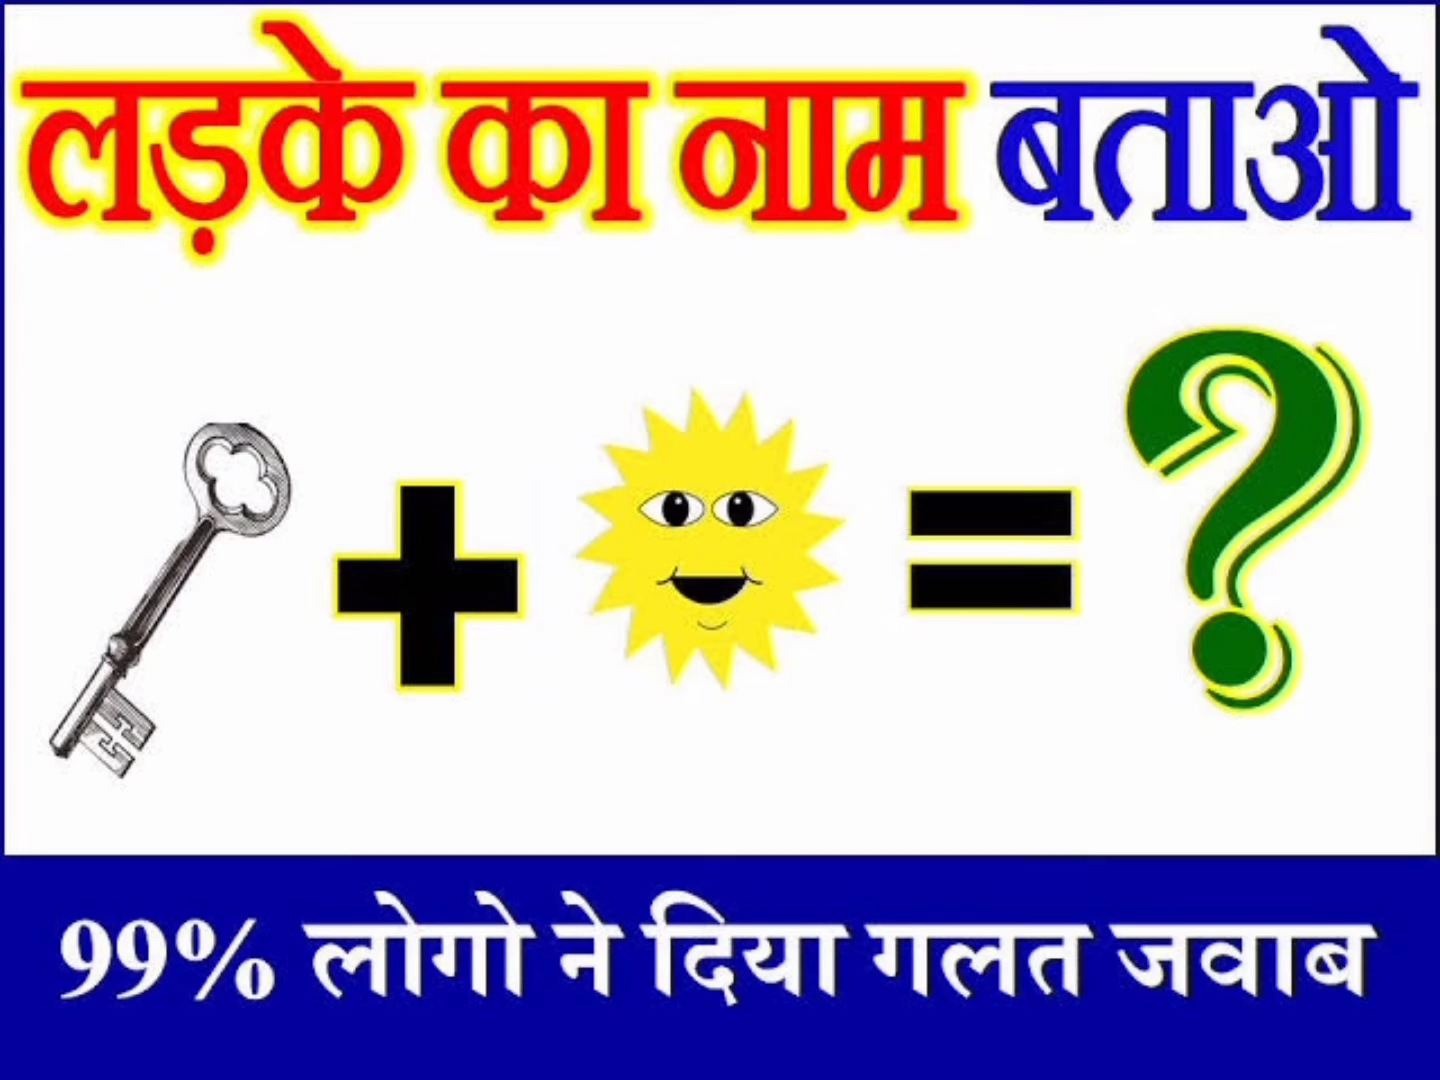 लड़के का नाम बताओ
+ = ?
99% लोगो ने दिया गलत जवाब